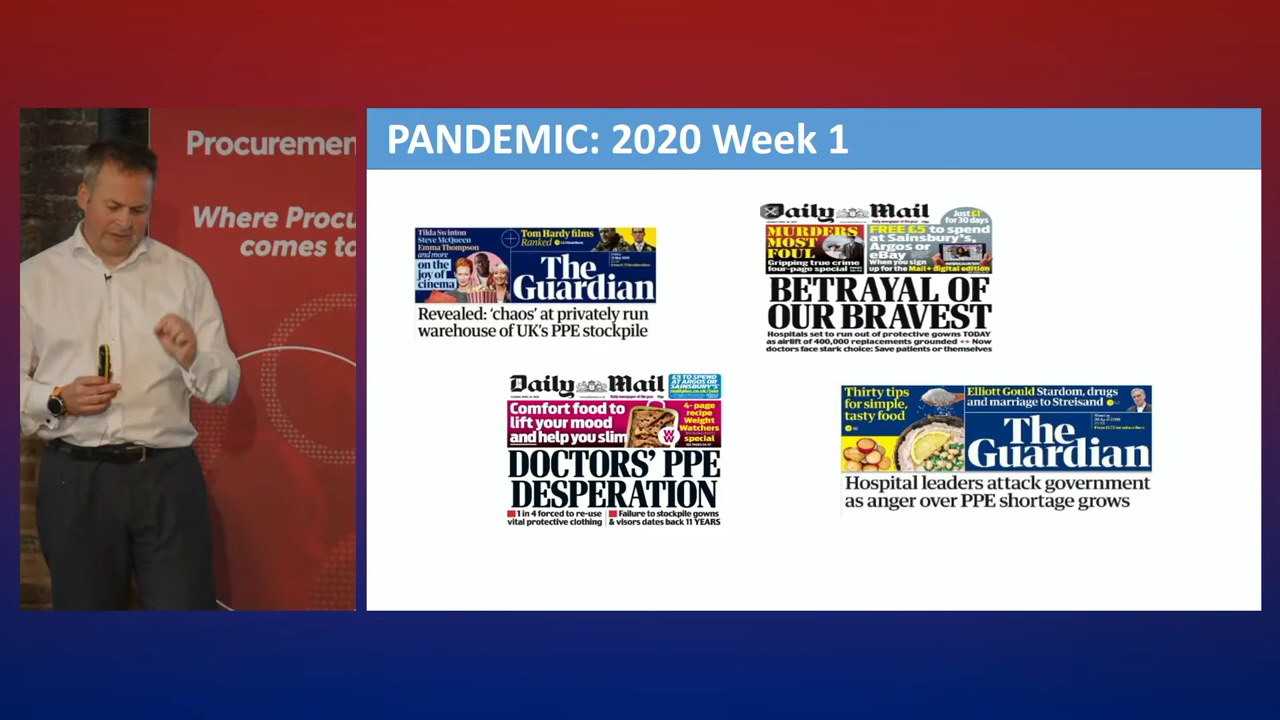 Procuremen
Where Procu
comes to
PANDEMIC: 2020 Week 1
Tilda Swinton
Steve McQueen
Emma Thompson
and more
on the
joy of
cinema
Tom Hardy films
Ranked
The
Guardian
Revealed: ‘chaos’ at privately run
warehouse of UK’s PPE stockpile
Daily Mail
Just £1
for 30 days
MURDERS
MOST
FOUL
Gripping true crime
four-page special
FREE £5 to spend
at Sainsbury's,
Argos or
eBay
When you sign
up for the Mail+ digital edition
BETRAYAL OF
OUR BRAVEST
Hospitals set to run out of protective gowns TODAY
as airlift of 400,000 replacements grounded ++ Now
doctors face stark choice: Save patients or themselves
Daily Mail
£5 TO SPEND
AT ARGOS OR
SAINSBURY'S
Comfort food to
lift your mood
and help you slim
4-page
recipe
Weight
Watchers
special
DOCTORS’ PPE
DESPERATION
1 in 4 forced to re-use
vital protective clothing
Failure to stockpile gowns
& visors dates back 11 YEARS
Thirty tips
for simple,
tasty food
Elliott Gould Stardom, drugs
and marriage to Streisand
The
Guardian
Hospital leaders attack government
as anger over PPE shortage grows